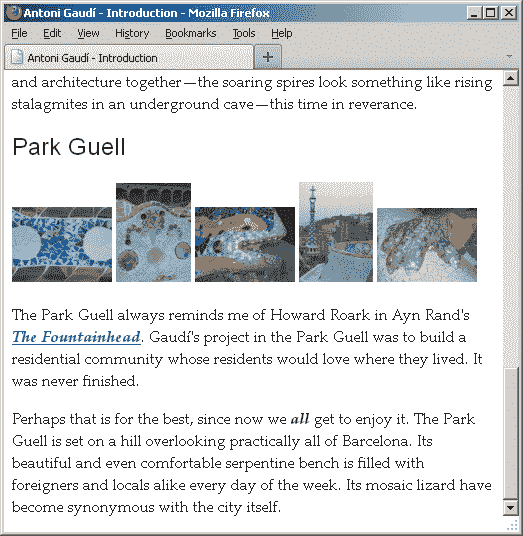 Antoni Gaudí - Introduction - Mozilla Firefox
File Edit View History Bookmarks Tools Help
Antoni Gaudí - Introduction
and architecture together—the soaring spires look something like rising
stalagmites in an underground cave—this time in reverance.
Park Guell
The Park Guell always reminds me of Howard Roark in Ayn Rand's
The Fountainhead. Gaudí's project in the Park Guell was to build a
residential community whose residents would love where they lived. It
was never finished.
Perhaps that is for the best, since now we all get to enjoy it. The Park
Guell is set on a hill overlooking practically all of Barcelona. Its
beautiful and even comfortable serpentine bench is filled with
foreigners and locals alike every day of the week. Its mosaic lizard have
become synonymous with the city itself.